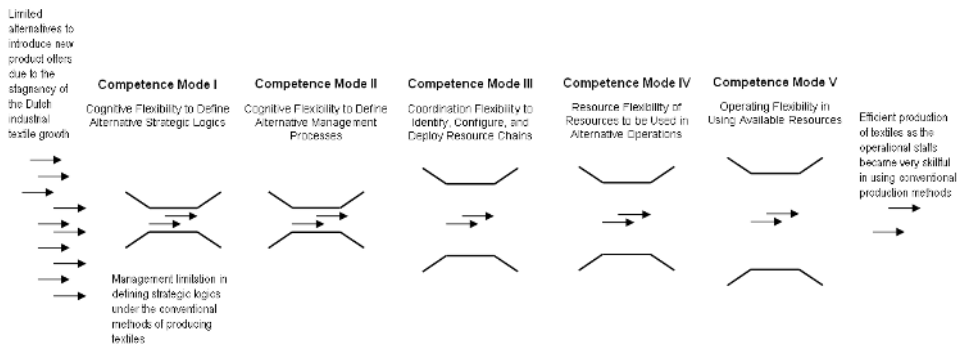 Limited
alternatives to
introduce new
product offers
due to the
stagnancy of
the Dutch
industrial
textile growth
Competence Mode I
Cognitive Flexibility to Define
Alternative Strategic Logics
Management limitation in
defining strategic logics
under the conventional
methods of producing
textiles
Competence Mode II
Cognitive Flexibility to Define
Alternative Management
Processes
Competence Mode III
Coordination Flexibility to
Identify, Configure, and
Deploy Resource Chains
Competence Mode IV
Resource Flexibility of
Resources to be Used in
Alternative Operations
Competence Mode V
Operating Flexibility in
Using Available Resources
Efficient production
of textiles as the
operational staffs
became very skillful
in using conventional
production methods